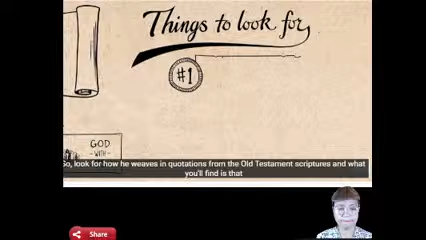 Things to look for
#1
GOD
-WITH-
So, look for how he weaves in quotations from the Old Testament scriptures and what
you'll find is that
Share